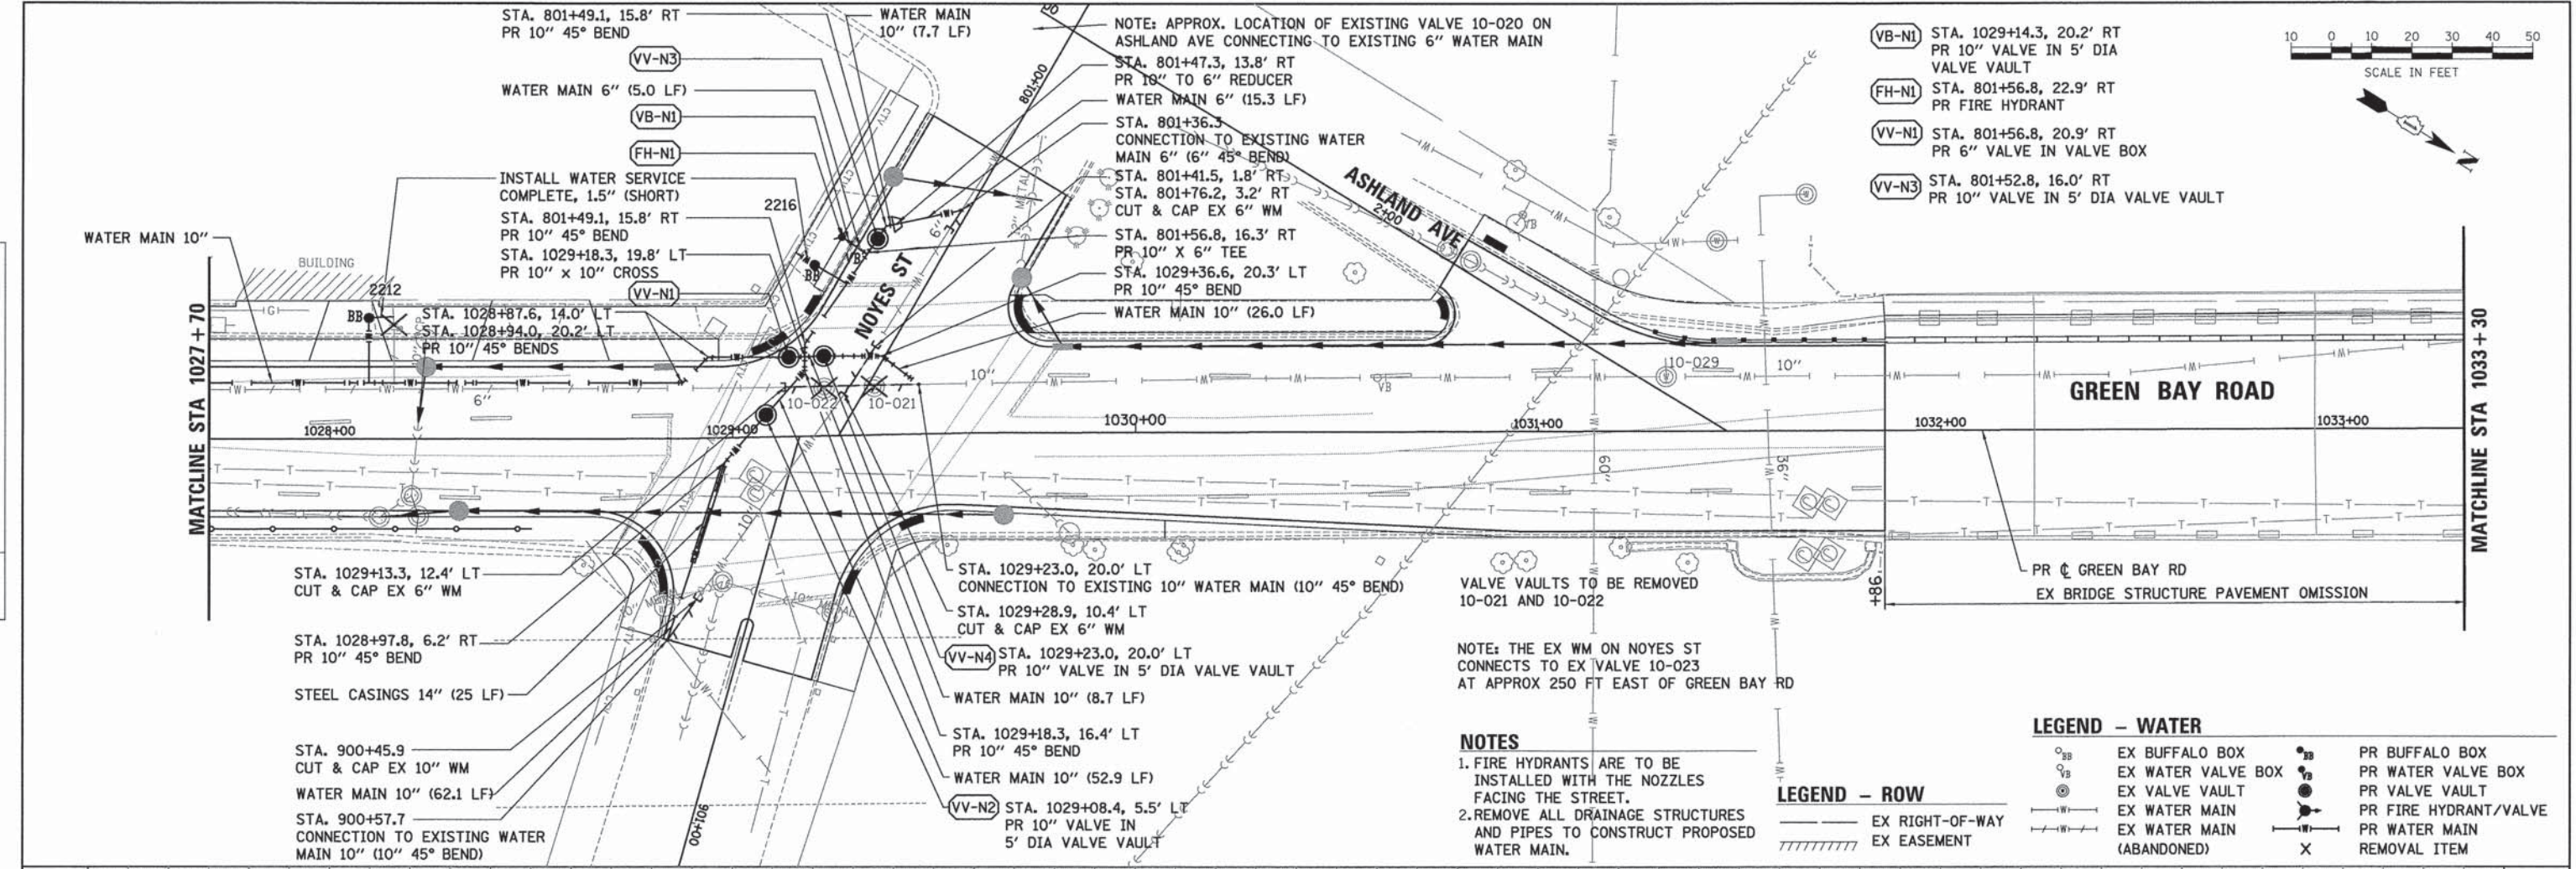 STA. 801+49.1, 15.8' RT
PR 10" 45° BEND
VV-N3
WATER MAIN 6" (5.0 LF)
VB-N1
FH-N1
INSTALL WATER SERVICE
COMPLETE, 1.5" (SHORT)
STA. 801+49.1, 15.8' RT
PR 10" 45° BEND
STA. 1029+18.3, 19.8' LT
PR 10" x 10" CROSS
VV-N1
STA. 1028+87.6, 14.0' LT
STA. 1028+94.0, 20.2' LT
PR 10" 45° BENDS
WATER MAIN 10"
BUILDING
2212
2216
BB
BB
VB
WATER MAIN
10" (7.7 LF)
NOTE: APPROX. LOCATION OF EXISTING VALVE 10-020 ON
ASHLAND AVE CONNECTING TO EXISTING 6" WATER MAIN
STA. 801+47.3, 13.8' RT
PR 10" TO 6" REDUCER
WATER MAIN 6" (15.3 LF)
STA. 801+36.3
CONNECTION TO EXISTING WATER
MAIN 6" (6" 45° BEND)
STA. 801+41.5, 1.8' RT
STA. 801+76.2, 3.2' RT
CUT & CAP EX 6" WM
STA. 801+56.8, 16.3' RT
PR 10" X 6" TEE
STA. 1029+36.6, 20.3' LT
PR 10" 45° BEND
WATER MAIN 10" (26.0 LF)
801+00
NOYES ST
ASHLAND AVE
2+00
VB-N1 STA. 1029+14.3, 20.2' RT
PR 10" VALVE IN 5' DIA
VALVE VAULT
FH-N1 STA. 801+56.8, 22.9' RT
PR FIRE HYDRANT
VV-N1 STA. 801+56.8, 20.9' RT
PR 6" VALVE IN VALVE BOX
VV-N3 STA. 801+52.8, 16.0' RT
PR 10" VALVE IN 5' DIA VALVE VAULT
10 0 10 20 30 40 50
SCALE IN FEET
N
MATCLINE STA 1027+70
MATCHLINE STA 1033+30
GREEN BAY ROAD
6"
6"
10"
10"
10"
10"
60"
36"
VB
VB
10-022
10-021
10-029
1028+00
1029+00
1030+00
1031+00
1032+00
1033+00
STA. 1029+13.3, 12.4' LT
CUT & CAP EX 6" WM
STA. 1028+97.8, 6.2' RT
PR 10" 45° BEND
STEEL CASINGS 14" (25 LF)
STA. 900+45.9
CUT & CAP EX 10" WM
WATER MAIN 10" (62.1 LF)
STA. 900+57.7
CONNECTION TO EXISTING WATER
MAIN 10" (10" 45° BEND)
901+00
STA. 1029+23.0, 20.0' LT
CONNECTION TO EXISTING 10" WATER MAIN (10" 45° BEND)
STA. 1029+28.9, 10.4' LT
CUT & CAP EX 6" WM
VV-N4 STA. 1029+23.0, 20.0' LT
PR 10" VALVE IN 5' DIA VALVE VAULT
WATER MAIN 10" (8.7 LF)
STA. 1029+18.3, 16.4' LT
PR 10" 45° BEND
WATER MAIN 10" (52.9 LF)
VV-N2 STA. 1029+08.4, 5.5' LT
PR 10" VALVE IN
5' DIA VALVE VAULT
VALVE VAULTS TO BE REMOVED
10-021 AND 10-022
NOTE: THE EX WM ON NOYES ST
CONNECTS TO EX VALVE 10-023
AT APPROX 250 FT EAST OF GREEN BAY RD
+86
PR ℄ GREEN BAY RD
EX BRIDGE STRUCTURE PAVEMENT OMISSION
NOTES
1. FIRE HYDRANTS ARE TO BE
INSTALLED WITH THE NOZZLES
FACING THE STREET.
2. REMOVE ALL DRAINAGE STRUCTURES
AND PIPES TO CONSTRUCT PROPOSED
WATER MAIN.
LEGEND - ROW
EX RIGHT-OF-WAY
EX EASEMENT
LEGEND - WATER
BB EX BUFFALO BOX BB PR BUFFALO BOX
VB EX WATER VALVE BOX VB PR WATER VALVE BOX
EX VALVE VAULT PR VALVE VAULT
EX WATER MAIN PR FIRE HYDRANT/VALVE
EX WATER MAIN PR WATER MAIN
(ABANDONED) X REMOVAL ITEM